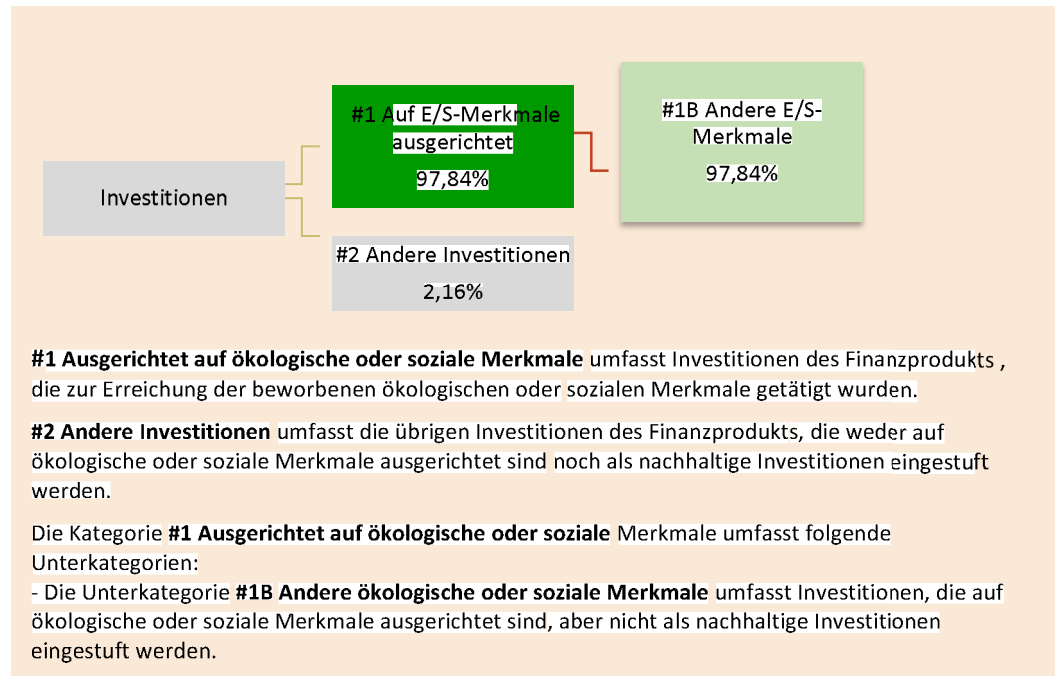 #1 Auf E/S-Merkmale
ausgerichtet
97,84%
#1B Andere E/S-
Merkmale
97,84%
Investitionen
#2 Andere Investitionen
2,16%
#1 Ausgerichtet auf ökologische oder soziale Merkmale umfasst Investitionen des Finanzprodukts ,
die zur Erreichung der beworbenen ökologischen oder sozialen Merkmale getätigt wurden.
#2 Andere Investitionen umfasst die übrigen Investitionen des Finanzprodukts, die weder auf
ökologische oder soziale Merkmale ausgerichtet sind noch als nachhaltige Investitionen eingestuft
werden.
Die Kategorie #1 Ausgerichtet auf ökologische oder soziale Merkmale umfasst folgende
Unterkategorien:
- Die Unterkategorie #1B Andere ökologische oder soziale Merkmale umfasst Investitionen, die auf
ökologische oder soziale Merkmale ausgerichtet sind, aber nicht als nachhaltige Investitionen
eingestuft werden.